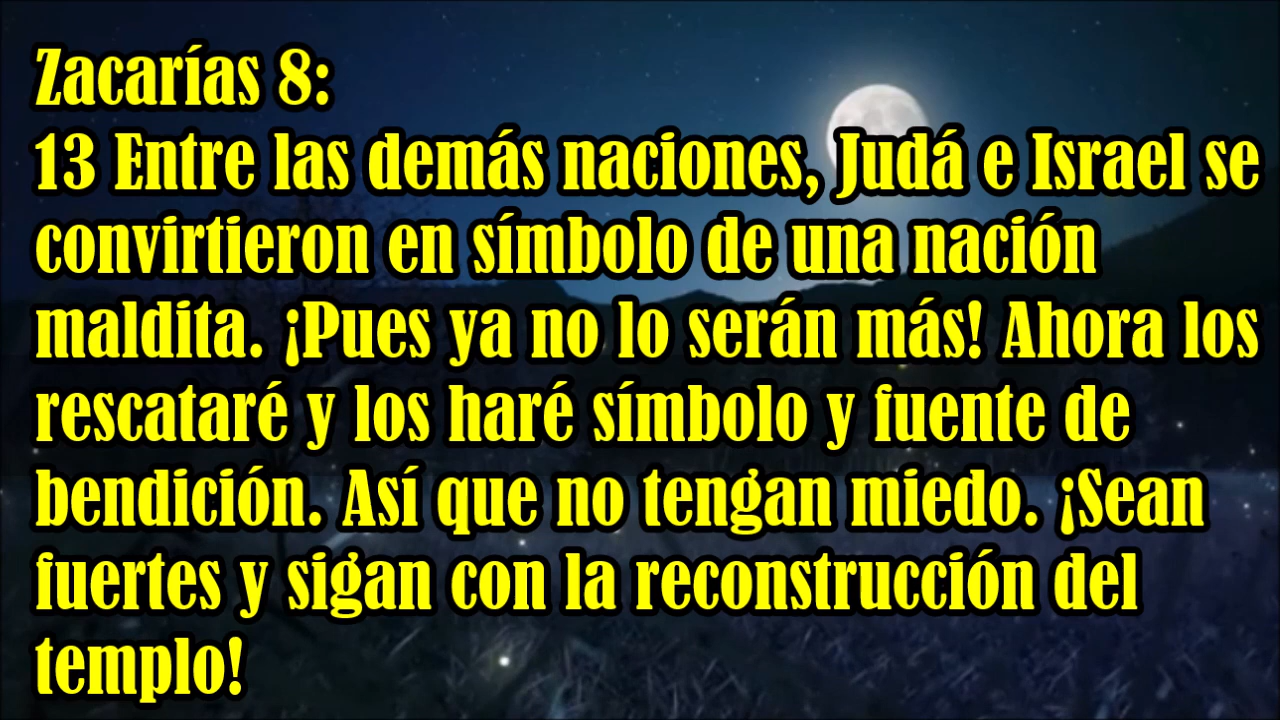 Zacarías 8:
13 Entre las demás naciones, Judá e Israel se
convirtieron en símbolo de una nación
maldita. ¡Pues ya no lo serán más! Ahora los
rescataré y los haré símbolo y fuente de
bendición. Así que no tengan miedo. ¡Sean
fuertes y sigan con la reconstrucción del
templo!